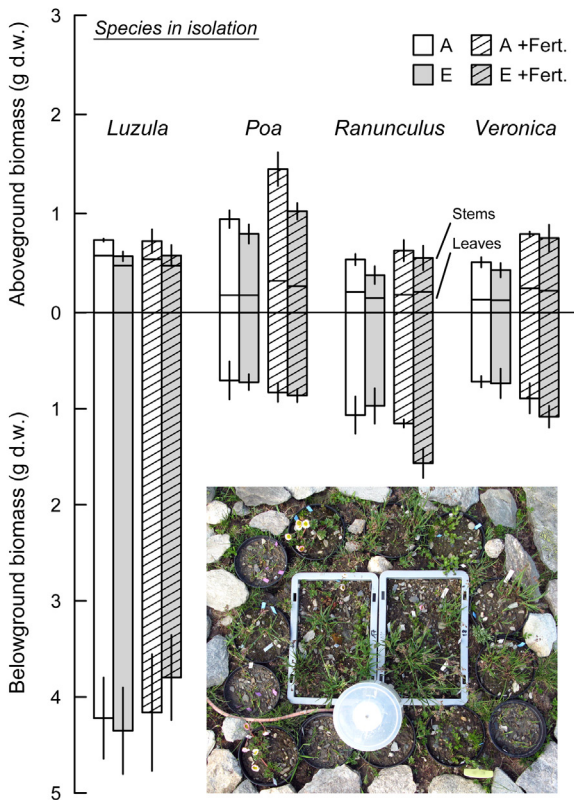 Species in isolation
A A +Fert.
E E +Fert.
Luzula Poa Ranunculus Veronica
Stems
Leaves
Aboveground biomass (g d.w.)
3
2
1
0
Belowground biomass (g d.w.)
1
2
3
4
5